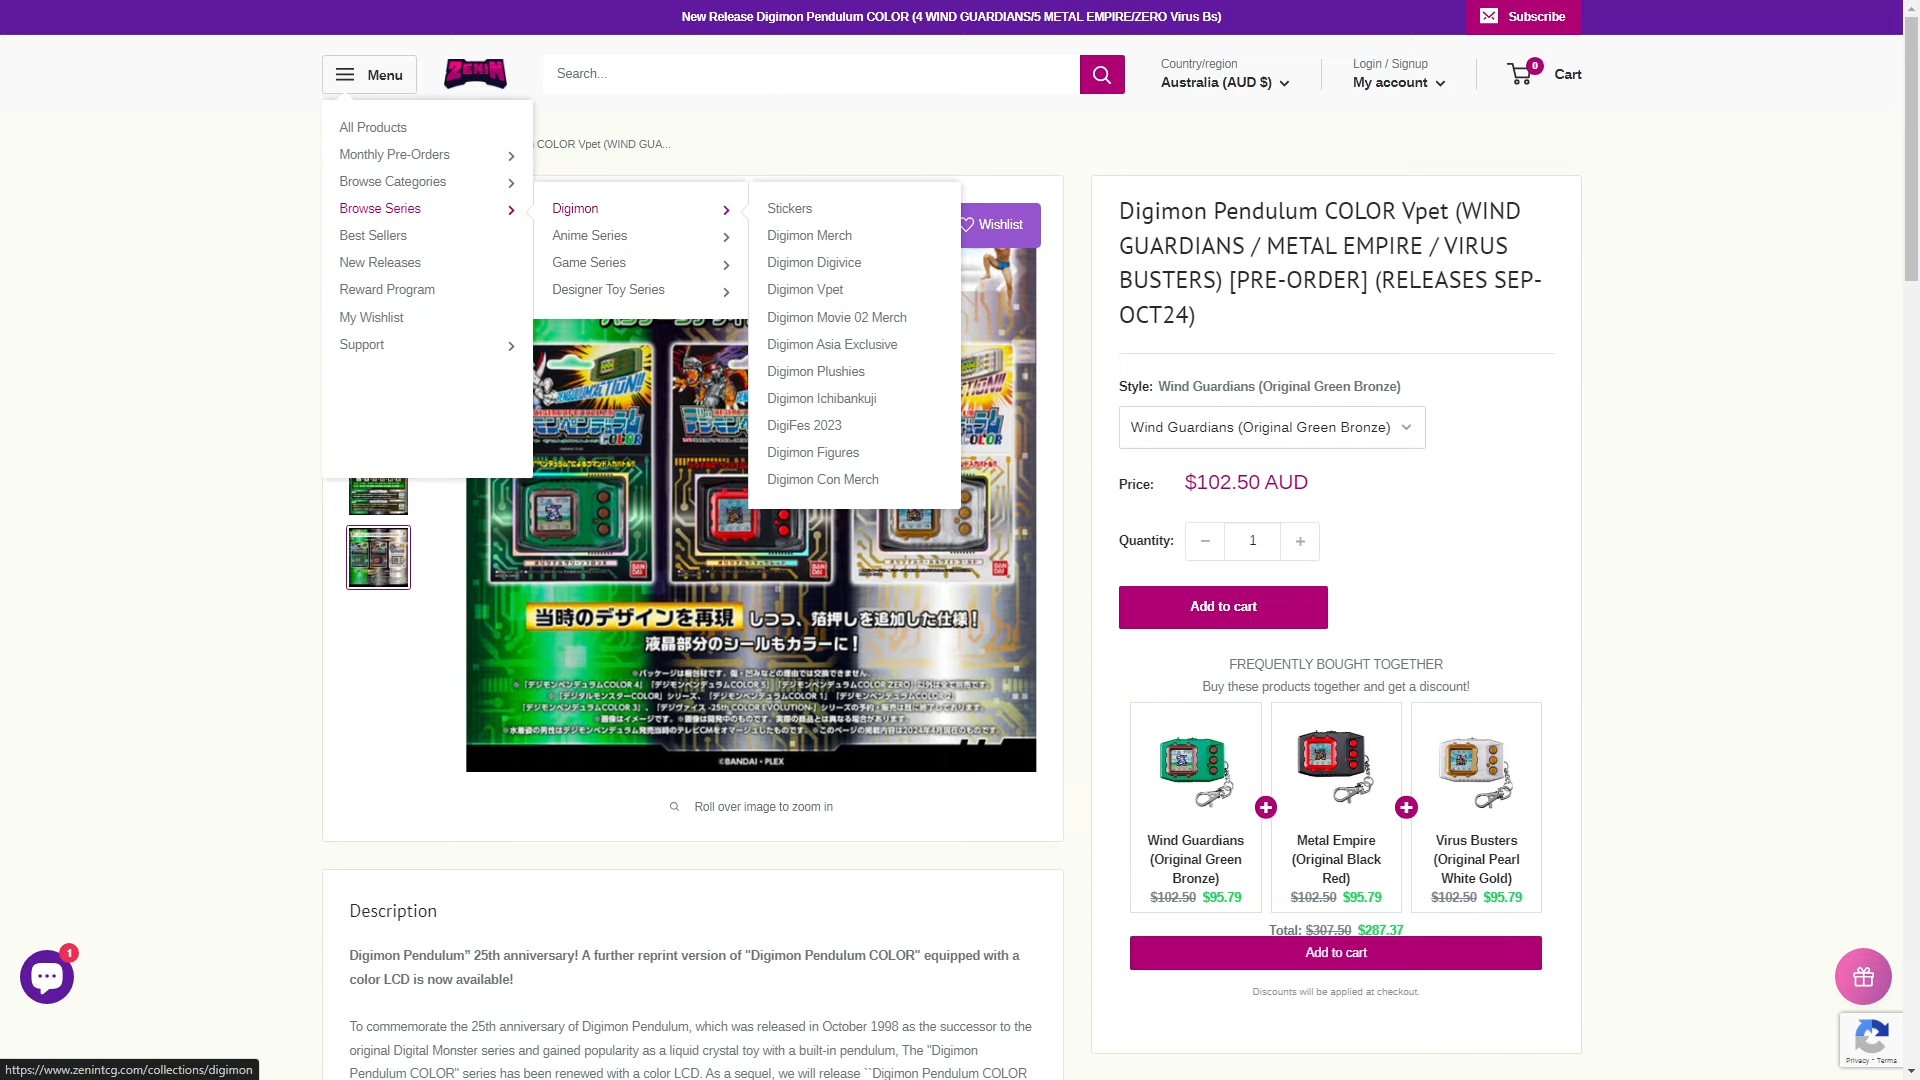 New Release Digimon Pendulum COLOR (4 WIND GUARDIANS/5 METAL EMPIRE/ZERO Virus Bs)
Subscribe
Menu
ZENIN
Search...
Country/region
Australia (AUD $)
Login / Signup
My account
0
Cart
COLOR Vpet (WIND GUA...
All Products
Monthly Pre-Orders
Browse Categories
Browse Series
Best Sellers
New Releases
Reward Program
My Wishlist
Support
Digimon
Anime Series
Game Series
Designer Toy Series
Stickers
Digimon Merch
Digimon Digivice
Digimon Vpet
Digimon Movie 02 Merch
Digimon Asia Exclusive
Digimon Plushies
Digimon Ichibankuji
DigiFes 2023
Digimon Figures
Digimon Con Merch
Wishlist
COLOR
BAN
DAI
BAN
DAI
BAN
DAI
当時のデザインを再現 しつつ、箔押しを追加した仕様!
液晶部分のシールもカラーに!
©BANDAI・PLEX
Roll over image to zoom in
Digimon Pendulum COLOR Vpet (WIND
GUARDIANS / METAL EMPIRE / VIRUS
BUSTERS) [PRE-ORDER] (RELEASES SEP-
OCT24)
Style: Wind Guardians (Original Green Bronze)
Wind Guardians (Original Green Bronze)
Price: $102.50 AUD
Quantity: − 1 +
Add to cart
FREQUENTLY BOUGHT TOGETHER
Buy these products together and get a discount!
Wind Guardians
(Original Green
Bronze)
$102.50 $95.79
Metal Empire
(Original Black
Red)
$102.50 $95.79
Virus Busters
(Original Pearl
White Gold)
$102.50 $95.79
Total: $307.50 $287.37
Add to cart
Discounts will be applied at checkout.
Description
Digimon Pendulum” 25th anniversary! A further reprint version of "Digimon Pendulum COLOR" equipped with a
color LCD is now available!
To commemorate the 25th anniversary of Digimon Pendulum, which was released in October 1998 as the successor to the
original Digital Monster series and gained popularity as a liquid crystal toy with a built-in pendulum, The "Digimon
Pendulum COLOR" series has been renewed with a color LCD. As a sequel, we will release ``Digimon Pendulum COLOR
1
Privacy - Terms
https://www.zenintcg.com/collections/digimon